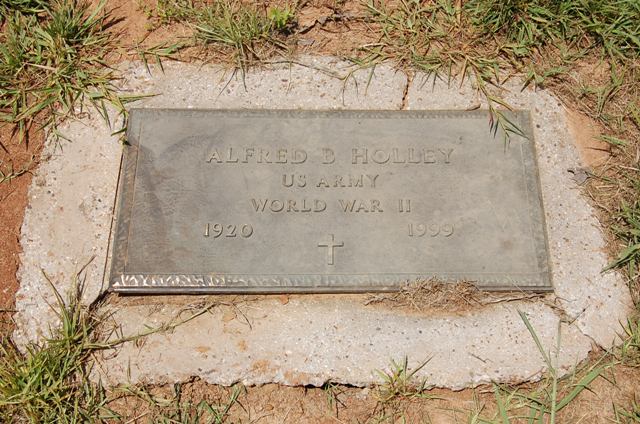 ALFRED B HOLLEY
US ARMY
WORLD WAR II
1920 1999